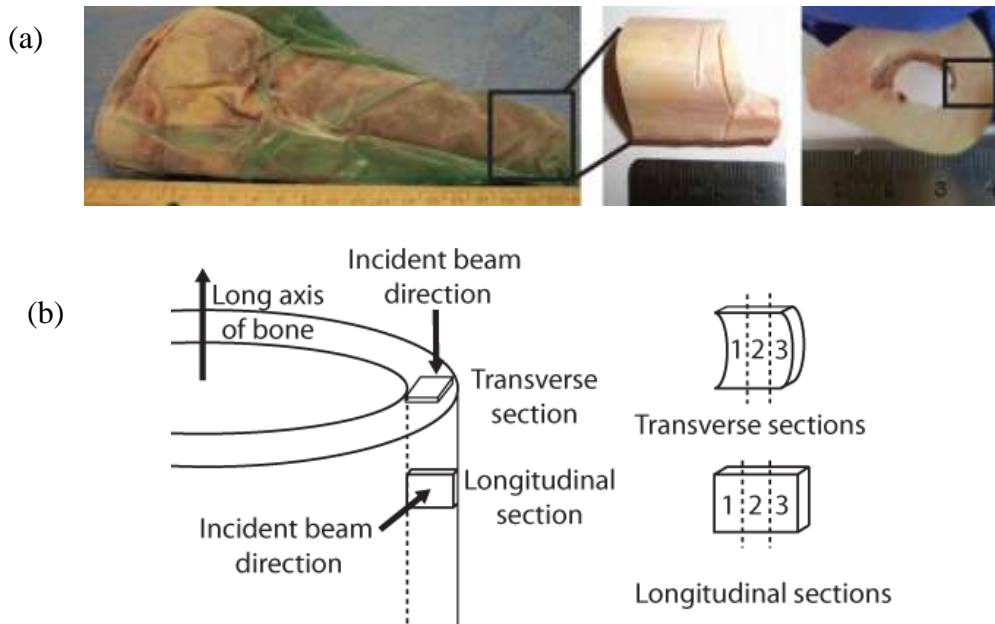 (a)
3
(b)
Long axis
of bone
Incident beam
direction
Transverse
section
Longitudinal
section
Incident beam
direction
1 2 3
Transverse sections
1 2 3
Longitudinal sections